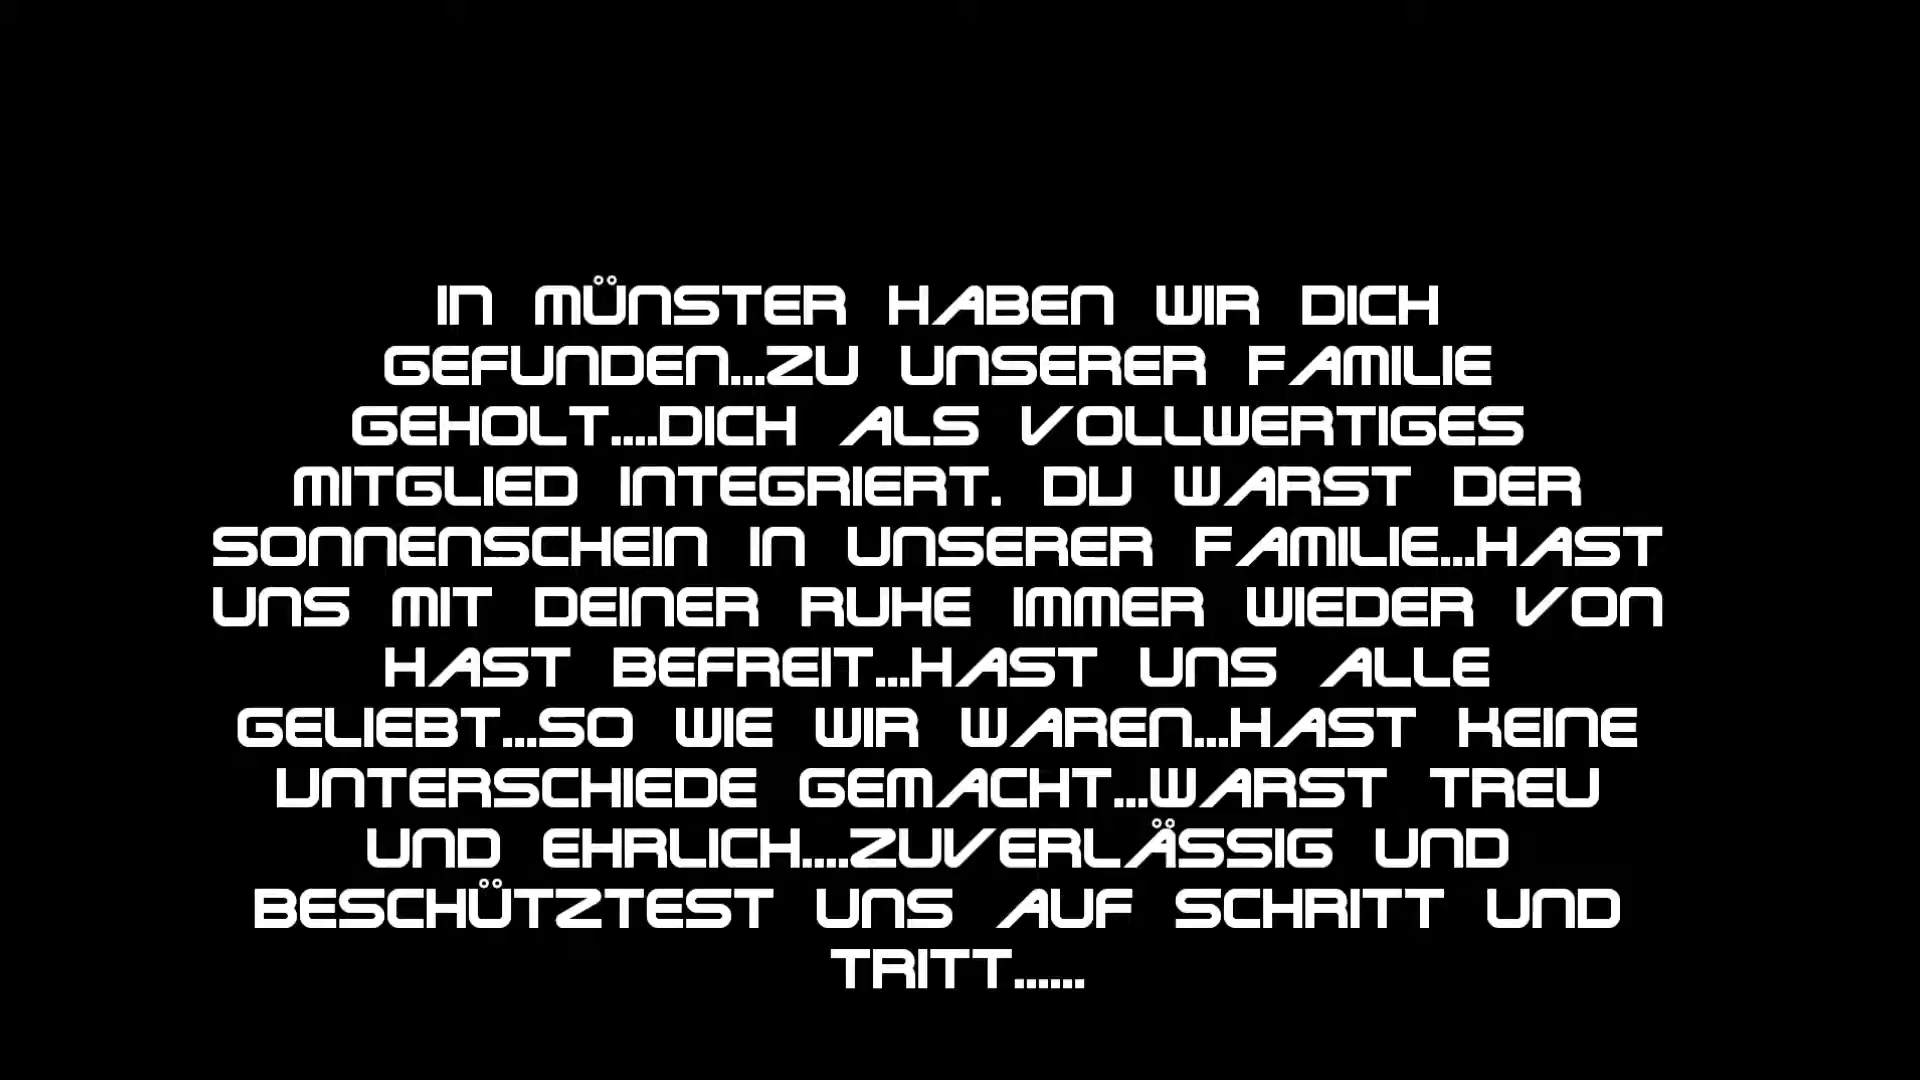 IN MÜNSTER HABEN WIR DICH
GEFUNDEN...ZU UNSERER FAMILIE
GEHOLT....DICH ALS VOLLWERTIGES
MITGLIED INTEGRIERT. DU WARST DER
SONNENSCHEIN IN UNSERER FAMILIE...HAST
UNS MIT DEINER RUHE IMMER WIEDER VON
HAST BEFREIT...HAST UNS ALLE
GELIEBT...SO WIE WIR WAREN...HAST KEINE
UNTERSCHIEDE GEMACHT...WARST TREU
UND EHRLICH....ZUVERLÄSSIG UND
BESCHÜTZTEST UNS AUF SCHRITT UND
TRITT......